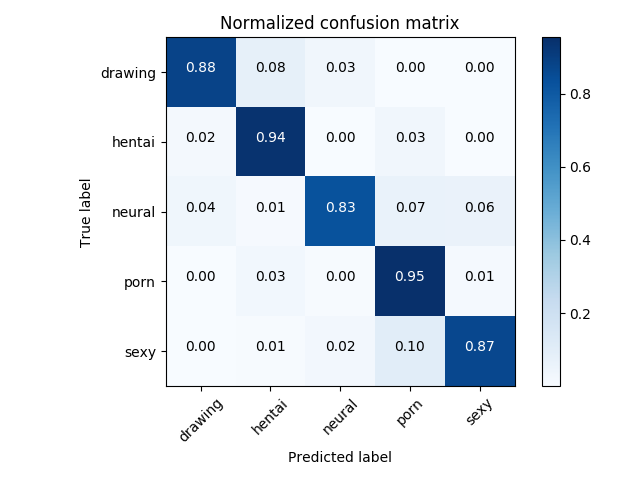 Normalized confusion matrix
drawing 0.88 0.08 0.03 0.00 0.00
0.8
hentai 0.02 0.94 0.00 0.03 0.00
0.6
True label
neural 0.04 0.01 0.83 0.07 0.06
0.4
porn 0.00 0.03 0.00 0.95 0.01
0.2
sexy 0.00 0.01 0.02 0.10 0.87
drawing hentai neural porn sexy
Predicted label